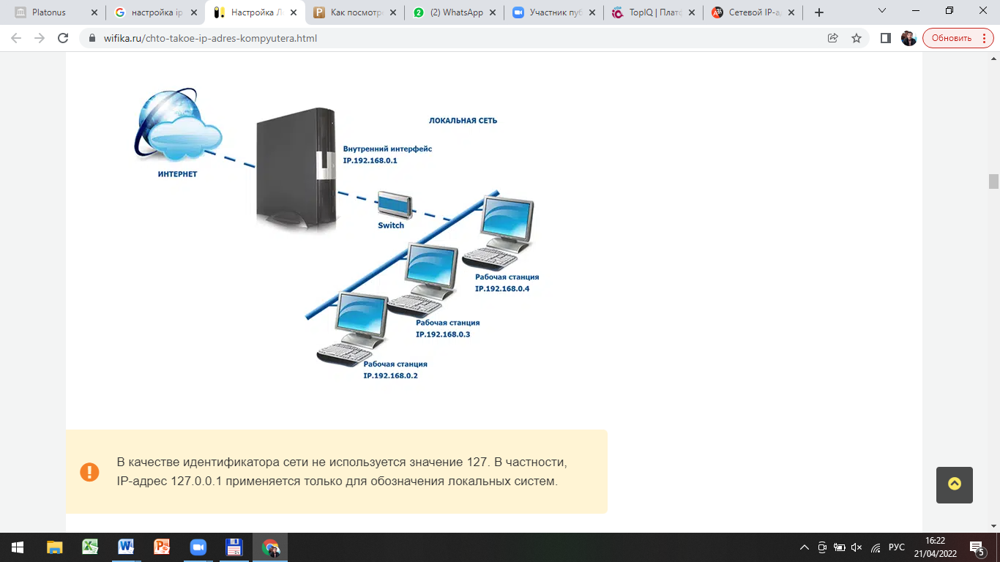 Platonus
настройка ip
Настройка Л
Как посмотр
(2) WhatsApp
Участник пуб
TopIQ | Плат
Сетевой IP-а
wifika.ru/chto-takoe-ip-adres-kompyutera.html
Обновить
ЛОКАЛЬНАЯ СЕТЬ
Внутренний интерфейс
IP.192.168.0.1
ИНТЕРНЕТ
Switch
Рабочая станция
IP.192.168.0.4
Рабочая станция
IP.192.168.0.3
Рабочая станция
IP.192.168.0.2
В качестве идентификатора сети не используется значение 127. В частности,
IP-адрес 127.0.0.1 применяется только для обозначения локальных систем.
РУС
16:22
21/04/2022
5